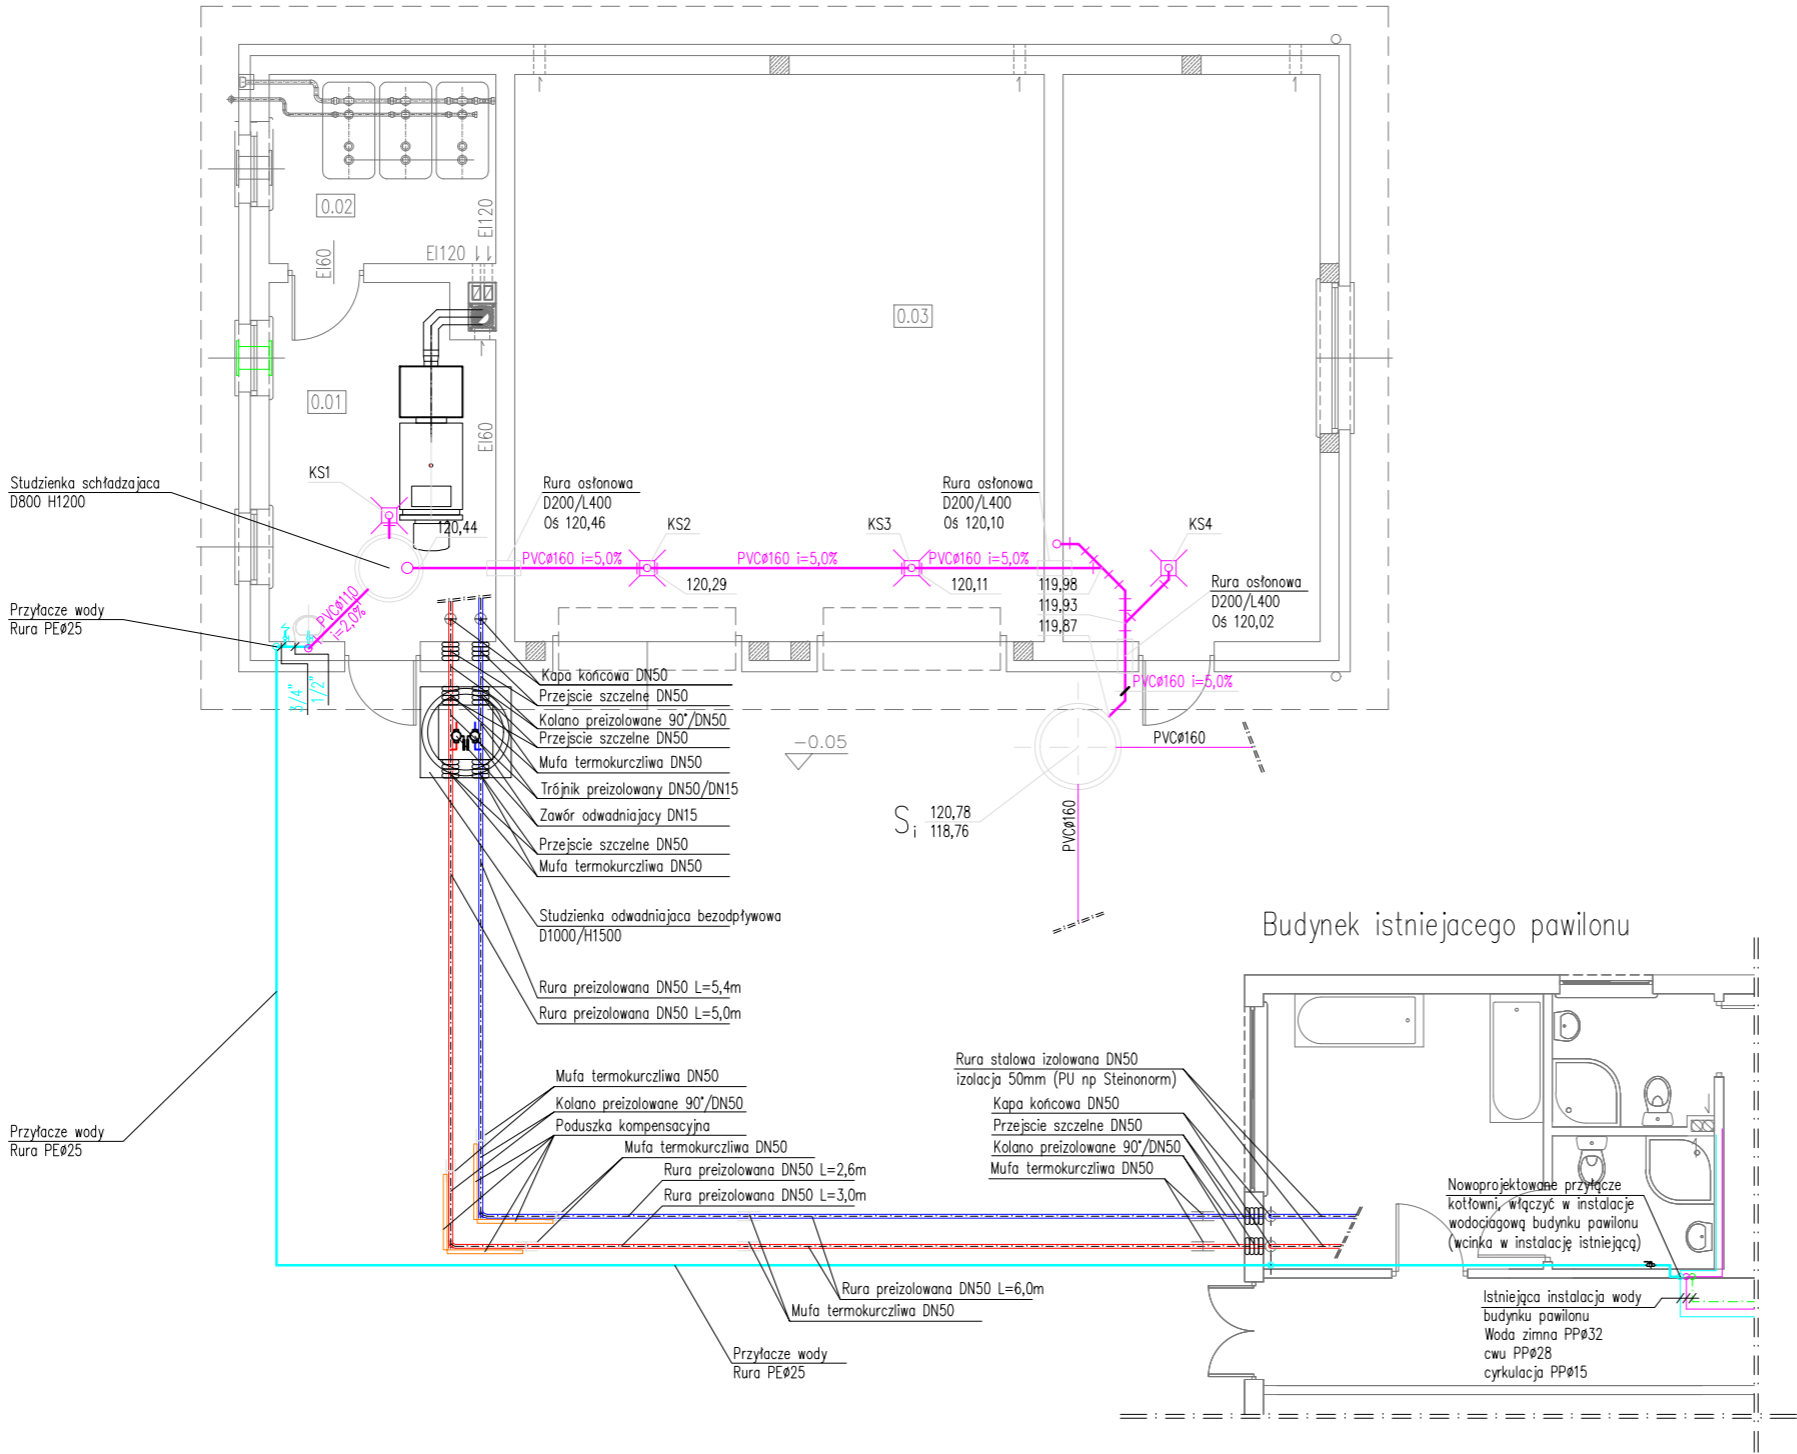 0.02
EI120
EI120
EI60
0.03
0.01
EI60
KS1
Studzienka schładzajaca
D800 H1200
120,44
Rura osłonowa
D200/L400
Oś 120,46
KS2
KS3
Rura osłonowa
D200/L400
Oś 120,10
KS4
PVCø160 i=5,0%
PVCø160 i=5,0%
PVCø160 i=5,0%
120,29
120,11
119,98
119,93
119,87
Rura osłonowa
D200/L400
Oś 120,02
Przyłacze wody
Rura PEø25
PVCø110
i=2,0%
3/4"
1/2"
PVCø160 i=5,0%
Kapa końcowa DN50
Przejscie szczelne DN50
Kolano preizolowane 90°/DN50
Przejscie szczelne DN50
Mufa termokurczliwa DN50
Trójnik preizolowany DN50/DN15
Zawór odwadniajacy DN15
Przejscie szczelne DN50
Mufa termokurczliwa DN50
-0.05
PVCø160
Si 120,78
118,76
PVCø160
Studzienka odwadniajaca bezodpływowa
D1000/H1500
Budynek istniejacego pawilonu
Rura preizolowana DN50 L=5,4m
Rura preizolowana DN50 L=5,0m
Przyłacze wody
Rura PEø25
Mufa termokurczliwa DN50
Kolano preizolowane 90°/DN50
Poduszka kompensacyjna
Mufa termokurczliwa DN50
Rura preizolowana DN50 L=2,6m
Rura preizolowana DN50 L=3,0m
Rura stalowa izolowana DN50
izolacja 50mm (PU np Steinonorm)
Kapa końcowa DN50
Przejscie szczelne DN50
Kolano preizolowane 90°/DN50
Mufa termokurczliwa DN50
Nowoprojektowane przyłącze
kotłowni, włączyć w instalacje
wodociagową budynku pawilonu
(wcinka w instalację istniejącą)
Rura preizolowana DN50 L=6,0m
Mufa termokurczliwa DN50
Przyłacze wody
Rura PEø25
Istniejąca instalacja wody
budynku pawilonu
Woda zimna PPø32
cwu PPø28
cyrkulacja PPø15